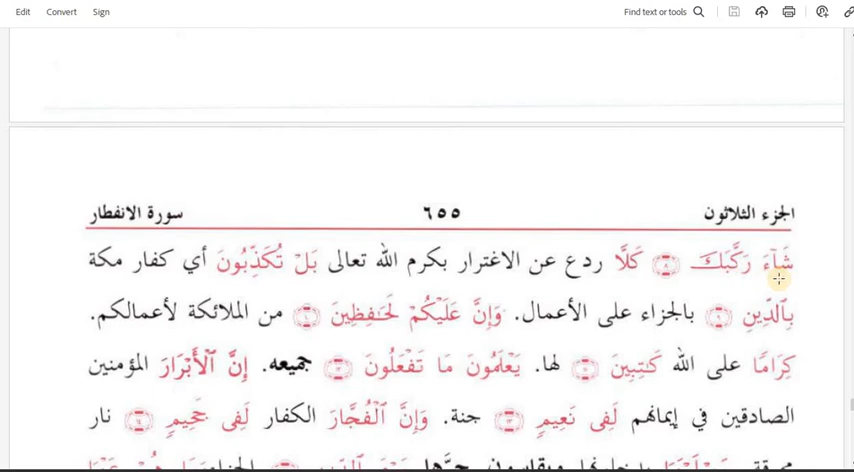 Edit Convert Sign Find text or tools
الجزء الثلاثون ٦٥٥ سورة الانفطار
شَآءَ رَكَّبَكَ ٨ كَلَّا ردع عن الاغترار بكرم الله تعالى بَلْ تُكَذِّبُونَ أي كفار مكة
بِٱلدِّينِ ٩ بالجزاء على الأعمال. وَإِنَّ عَلَيْكُمْ لَحَـٰفِظِينَ ١٠ من الملائكة لأعمالكم.
كِرَامًا على الله كَـٰتِبِينَ ١١ لها. يَعْلَمُونَ مَا تَفْعَلُونَ ١٢ جميعه. إِنَّ ٱلْأَبْرَارَ المؤمنين
الصادقين في إيمانهم لَفِى نَعِيمٍ ١٣ جنة. وَإِنَّ ٱلْفُجَّارَ الكفار لَفِى جَحِيمٍ ١٤ نار